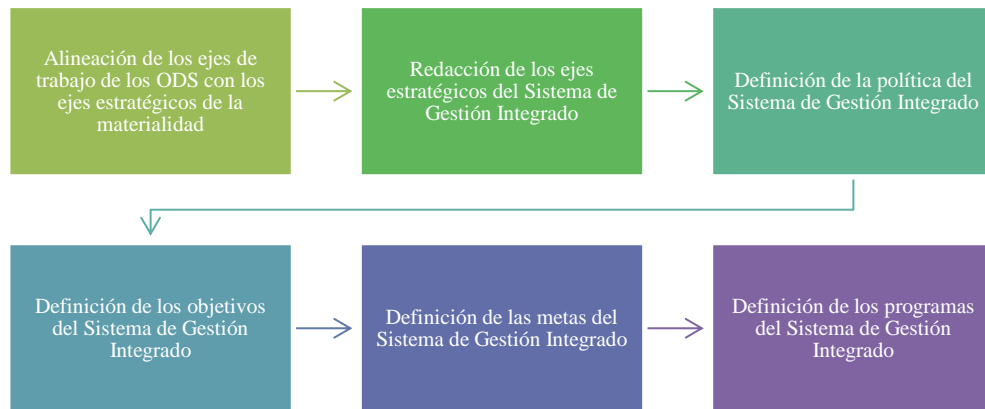 Alineación de los ejes de
trabajo de los ODS con los
ejes estratégicos de la
materialidad
Redacción de los ejes
estratégicos del Sistema de
Gestión Integrado
Definición de la política del
Sistema de Gestión Integrado
Definición de los objetivos
del Sistema de Gestión
Integrado
Definición de las metas del
Sistema de Gestión Integrado
Definición de los programas
del Sistema de Gestión
Integrado